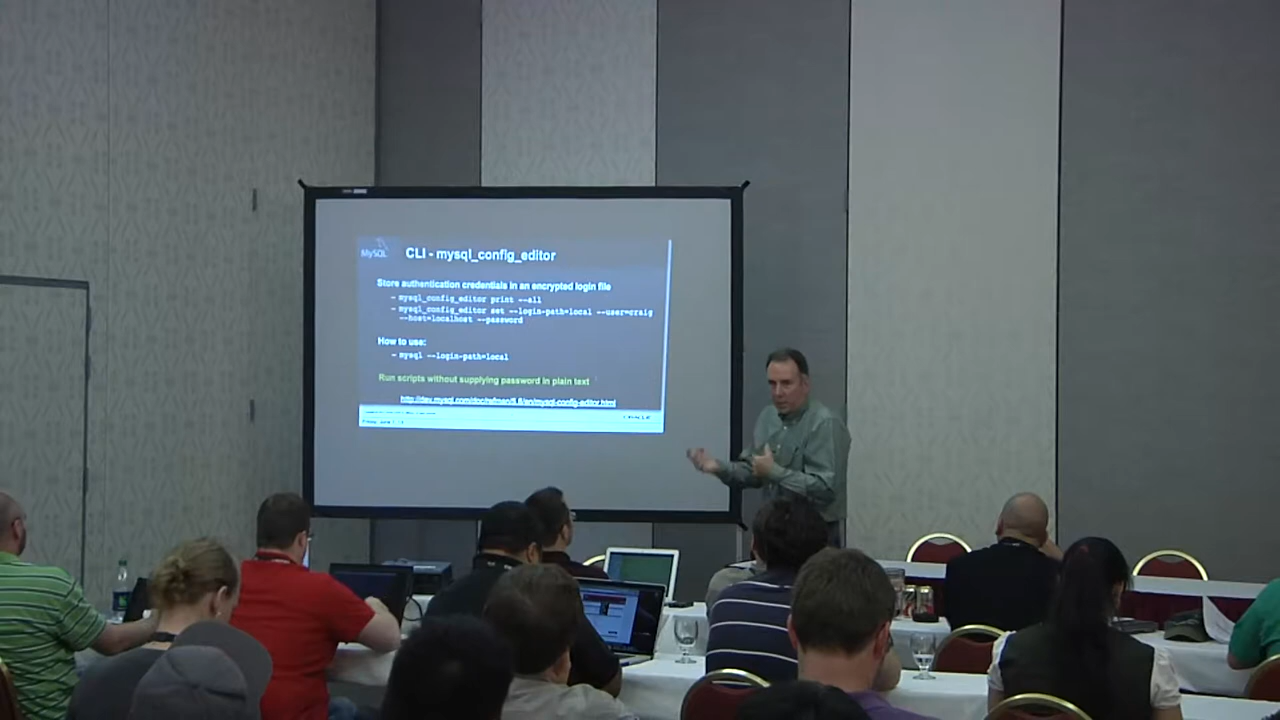 MySQL
CLI - mysql_config_editor
Store authentication credentials in an encrypted login file
– mysql_config_editor print --all
– mysql_config_editor set --login-path=local --user=craig
--host=localhost --password
How to use:
– mysql --login-path=local
Run scripts without supplying password in plain text
ORACLE